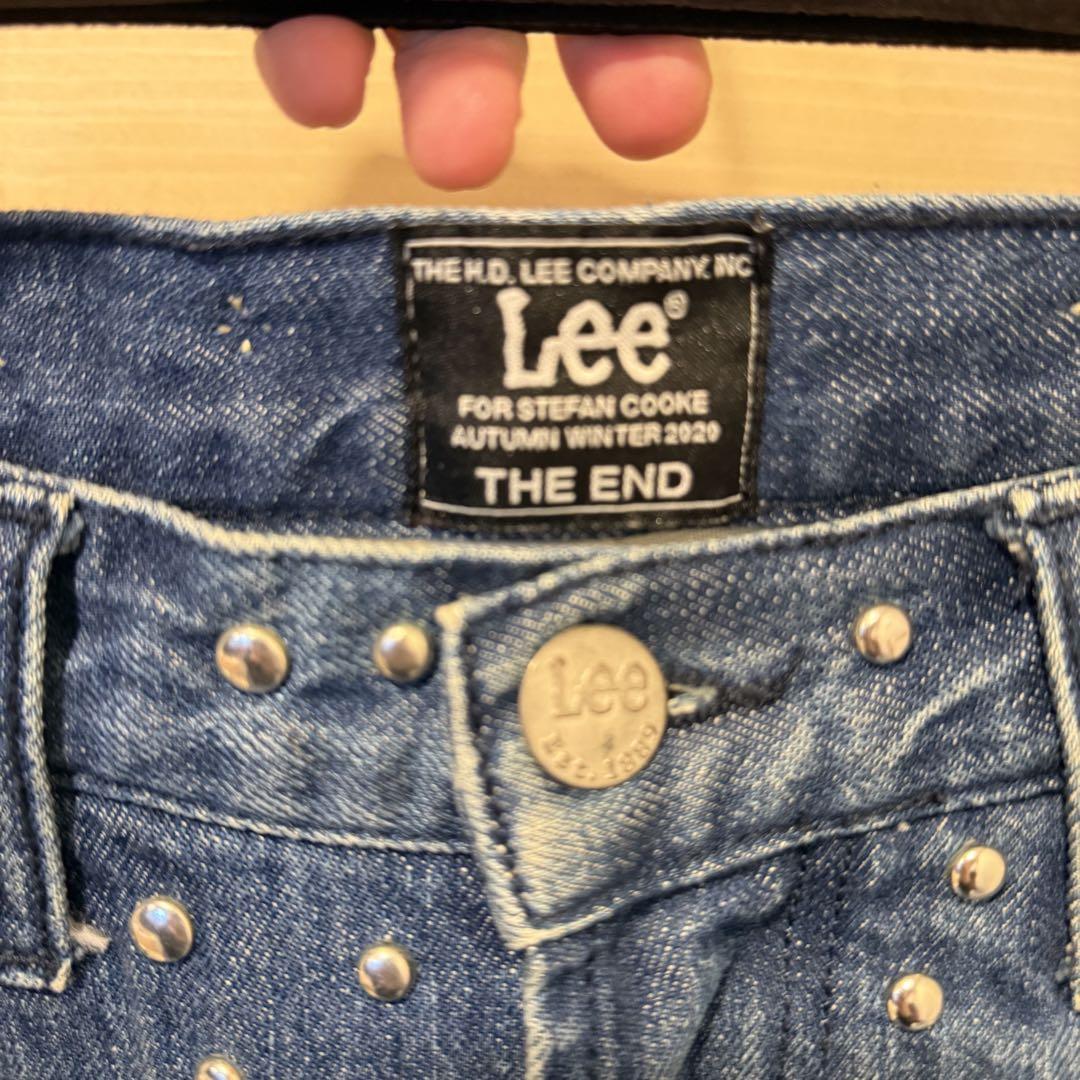 THE H.D. LEE COMPANY. INC
Lee®
FOR STEFAN COOKE
AUTUMN WINTER 2020
THE END
Lee
EST. 1889